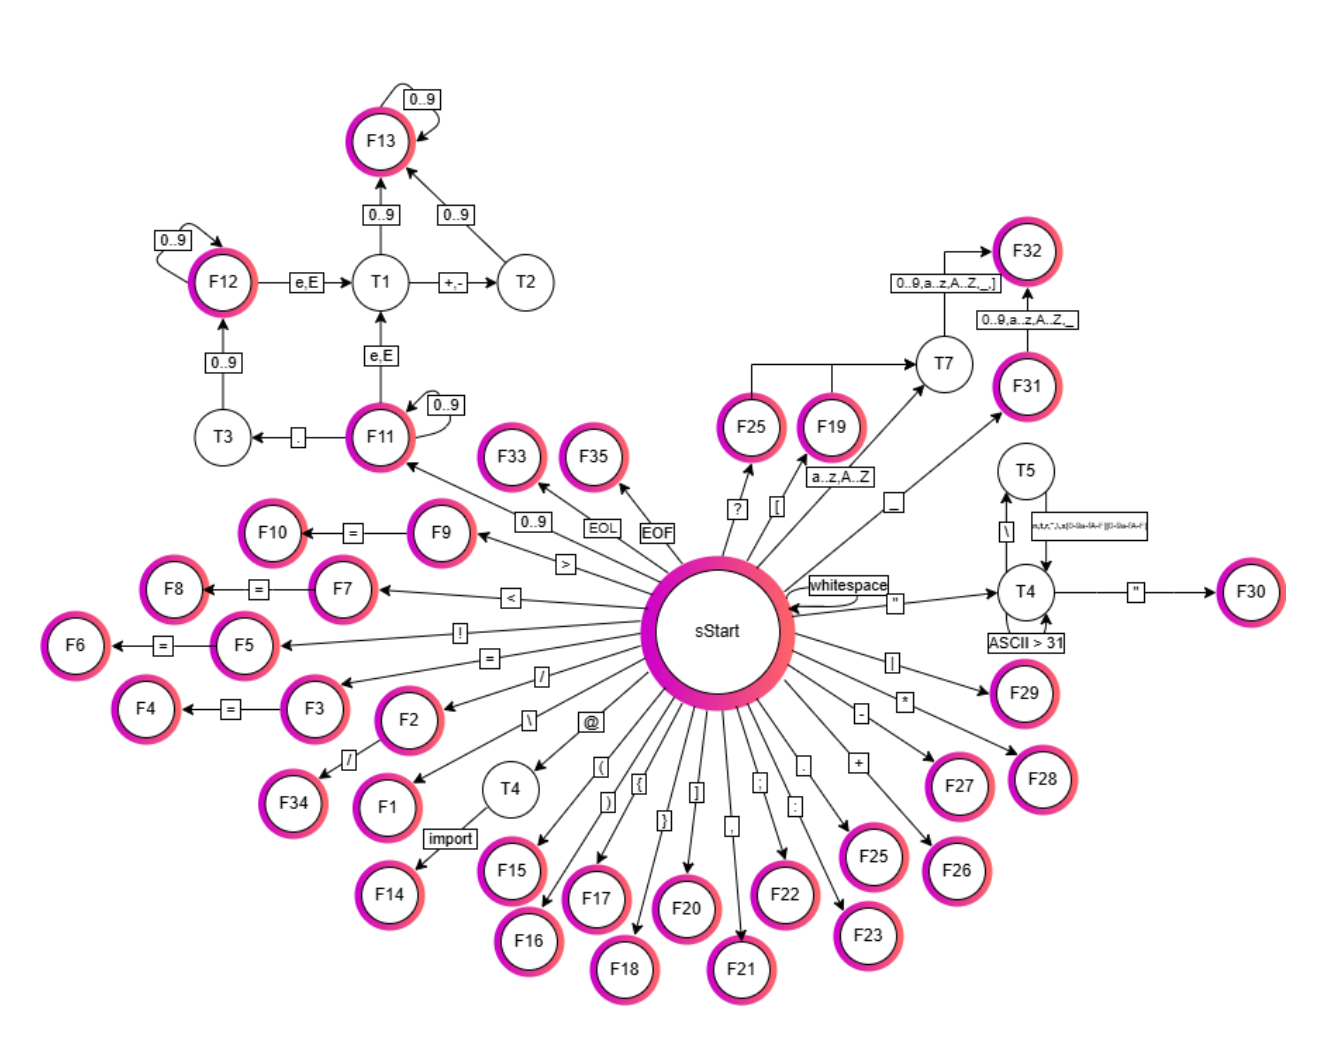 0..9
F13
0..9
0..9
0..9
F12
e,E
T1
+,-
T2
F32
0..9,a..z,A..Z,_,]
0..9,a..z,A..Z,_
e,E
0..9
T7
F31
0..9
T3
.
F11
F33
F35
F25
F19
a..z,A..Z
T5
?
[
_
0..9
EOL
EOF
\
F10
=
F9
>
F8
=
F7
<
whitespace
"
T4
"
F30
sStart
ASCII > 31
F6
=
F5
!
=
|
F29
F4
=
F3
/
*
F2
@
\
-
+
/
F34
F1
T4
(
)
{
}
]
,
;
:
.
F27
F28
import
F14
F15
F16
F17
F18
F20
F21
F22
F25
F23
F26